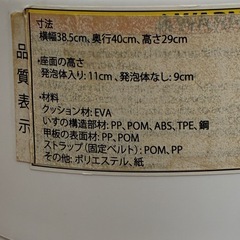 品質表示
寸法
横幅38.5cm, 奥行40cm, 高さ29cm
•座面の高さ
発泡体入り: 11cm , 発泡体なし: 9cm
•材料
クッション材: EVA
いすの構造部材: PP、POM、ABS、TPE、鋼
甲板の表面材: PP、POM
ストラップ（固定ベルト）: POM、PP
その他: ポリエステル、紙